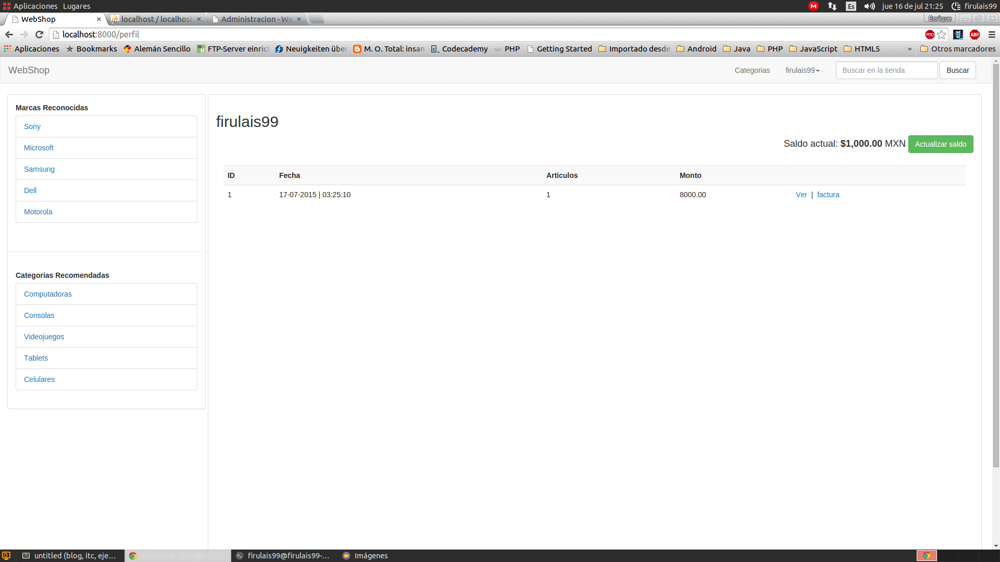 Aplicaciones Lugares Es jue 16 de jul 21:25 firulais99
WebShop localhost / localhost Administracion - We Enrique
localhost:8000/perfil PRO ABP
Aplicaciones Bookmarks Alemán Sencillo FTP-Server einric Neuigkeiten über M. O. Total: insan Codecademy PHP Getting Started Importado desde Android Java PHP JavaScript HTML5 » Otros marcadores
WebShop Categorias firulais99 Buscar en la tienda Buscar
Marcas Reconocidas
Sony
Microsoft
Samsung
Dell
Motorola
Categorias Recomendadas
Computadoras
Consolas
Videojuegos
Tablets
Celulares
firulais99
Saldo actual: $1,000.00 MXN Actualizar saldo
ID Fecha Articulos Monto
1 17-07-2015 | 03:25:10 1 8000.00 Ver | factura
untitled (blog, itc, eje... WebShop - Google Chr... firulais99@firulais99-... Imágenes